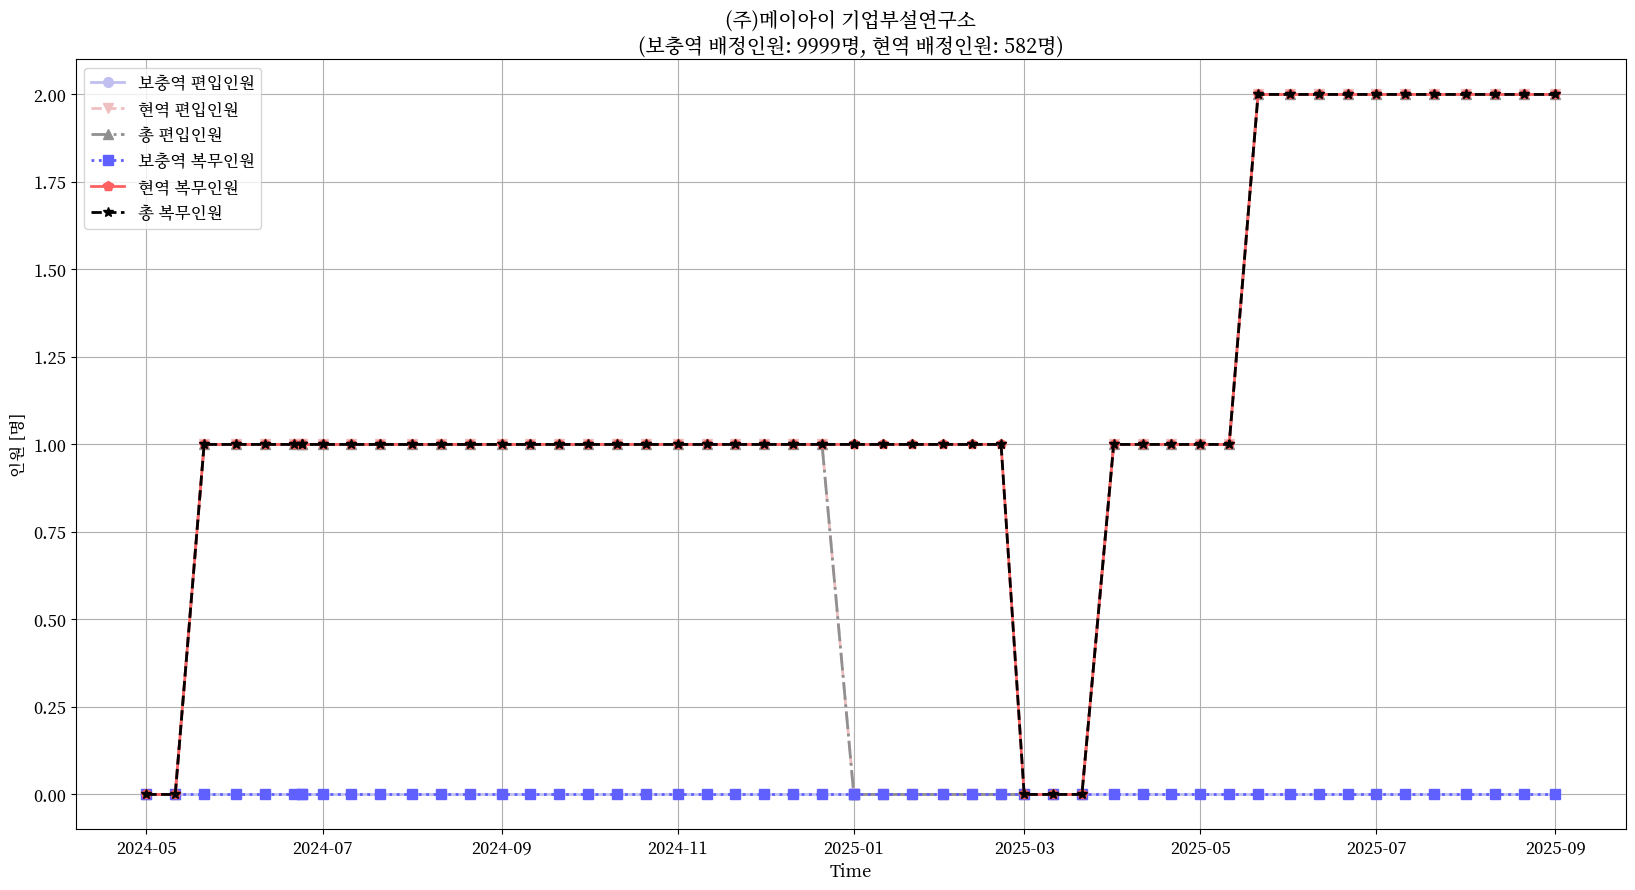 (주)메이아이 기업부설연구소
(보충역 배정인원: 9999명, 현역 배정인원: 582명)
보충역 편입인원
현역 편입인원
총 편입인원
보충역 복무인원
현역 복무인원
총 복무인원
2.00
1.75
1.50
1.25
1.00
0.75
0.50
0.25
0.00
인원 [명]
2024-05 2024-07 2024-09 2024-11 2025-01 2025-03 2025-05 2025-07 2025-09
Time